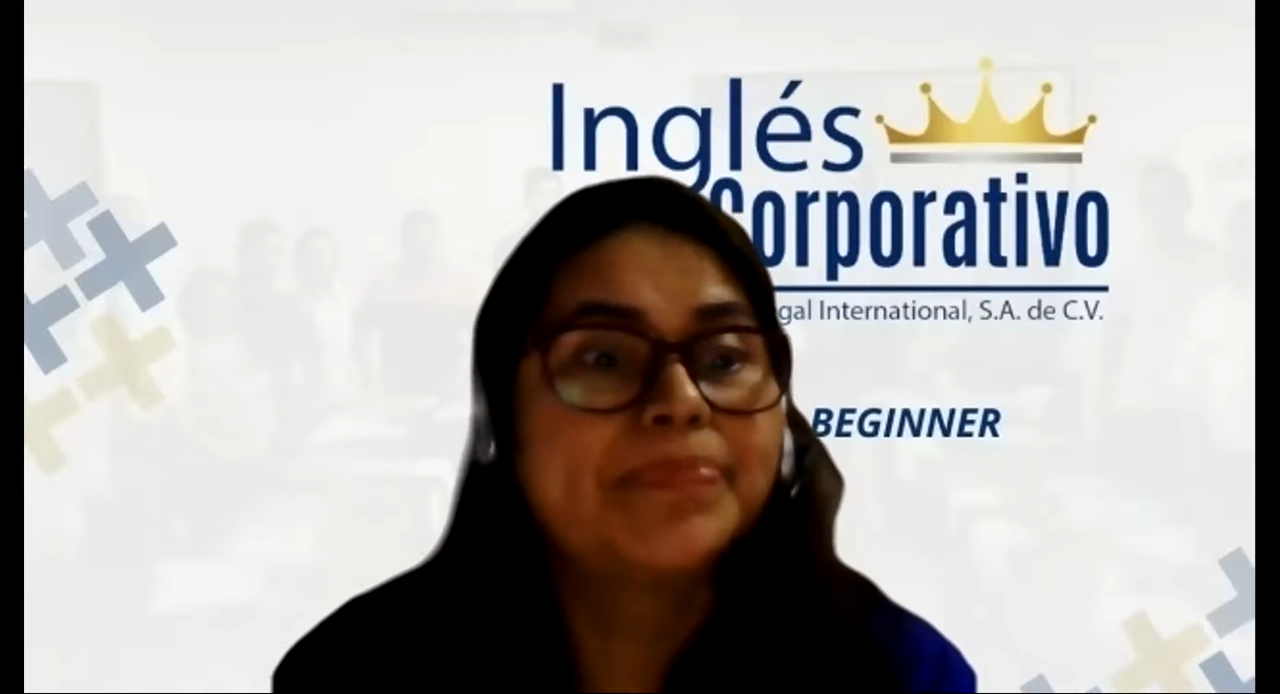 Inglés
Corporativo
gal International, S.A. de C.V.
BEGINNER